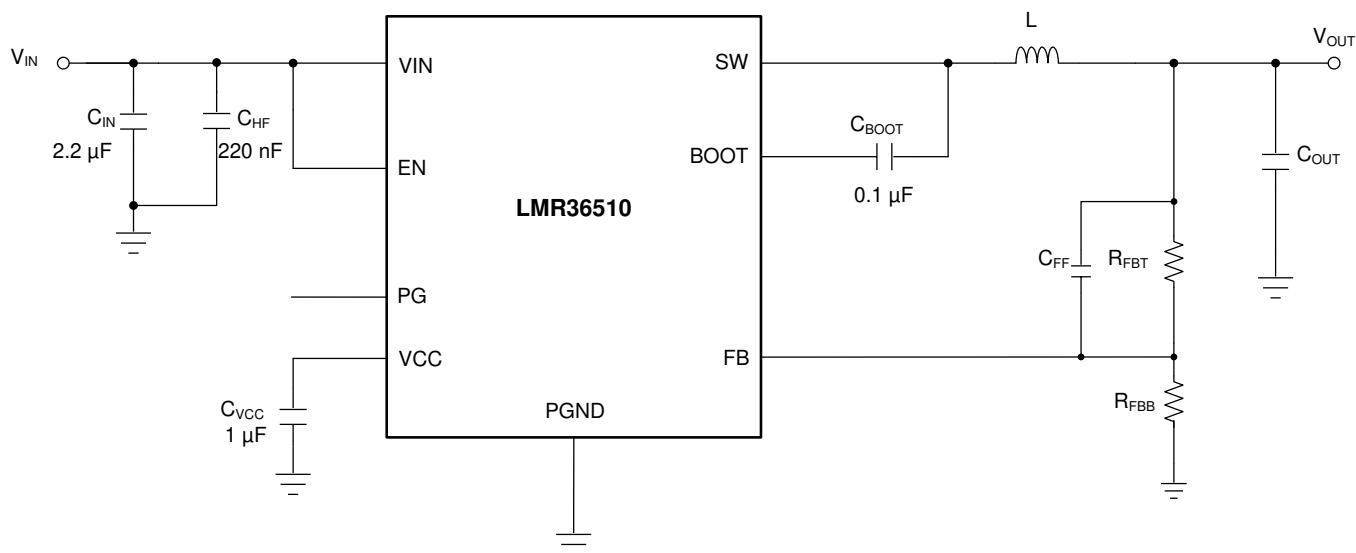 L
V_OUT
V_IN
VIN
SW
C_IN
2.2 µF
C_HF
220 nF
C_BOOT
0.1 µF
BOOT
EN
C_OUT
LMR36510
C_FF
R_FBT
PG
VCC
FB
C_VCC
1 µF
PGND
R_FBB